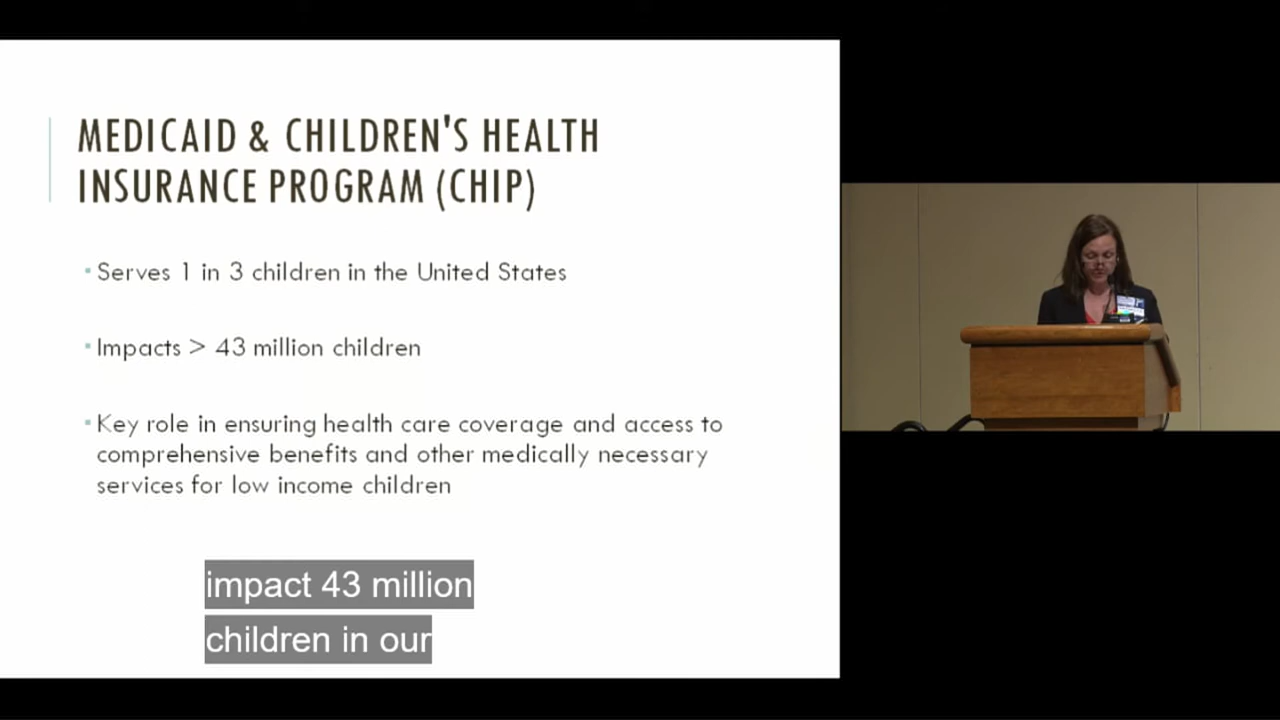 MEDICAID & CHILDREN'S HEALTH
INSURANCE PROGRAM (CHIP)
▪Serves 1 in 3 children in the United States
▪Impacts > 43 million children
▪Key role in ensuring health care coverage and access to
comprehensive benefits and other medically necessary
services for low income children
impact 43 million
children in our